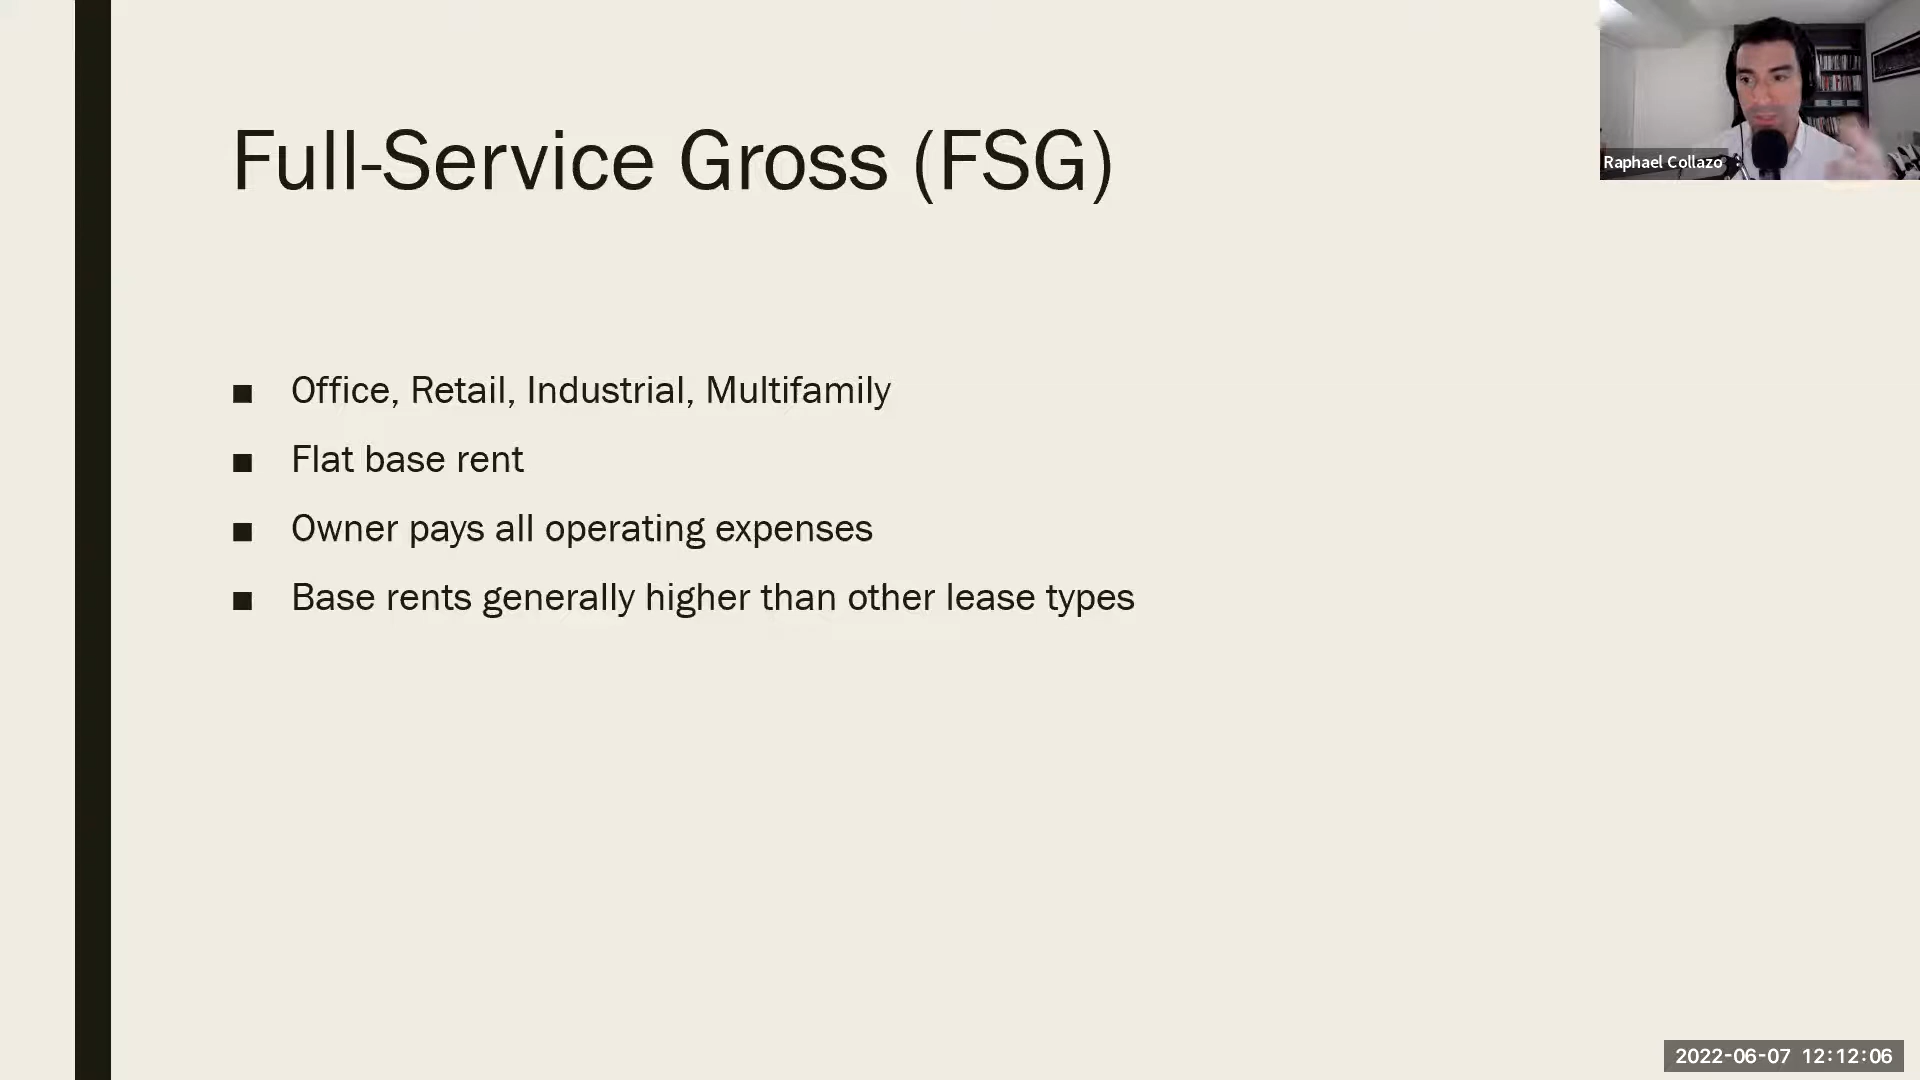 Full-Service Gross (FSG)
Raphael Collazo
■ Office, Retail, Industrial, Multifamily
■ Flat base rent
■ Owner pays all operating expenses
■ Base rents generally higher than other lease types
2022-06-07 12:12:06